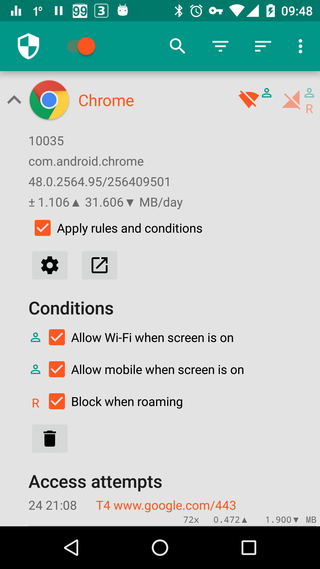 1° 99 3 09:48
Chrome
R
10035
com.android.chrome
48.0.2564.95/256409501
± 1.106▲ 31.606▼ MB/day
Apply rules and conditions
Conditions
Allow Wi-Fi when screen is on
Allow mobile when screen is on
R Block when roaming
Access attempts
24 21:08 T4 www.google.com/443
72x 0.472▲ 1.900▼ MB